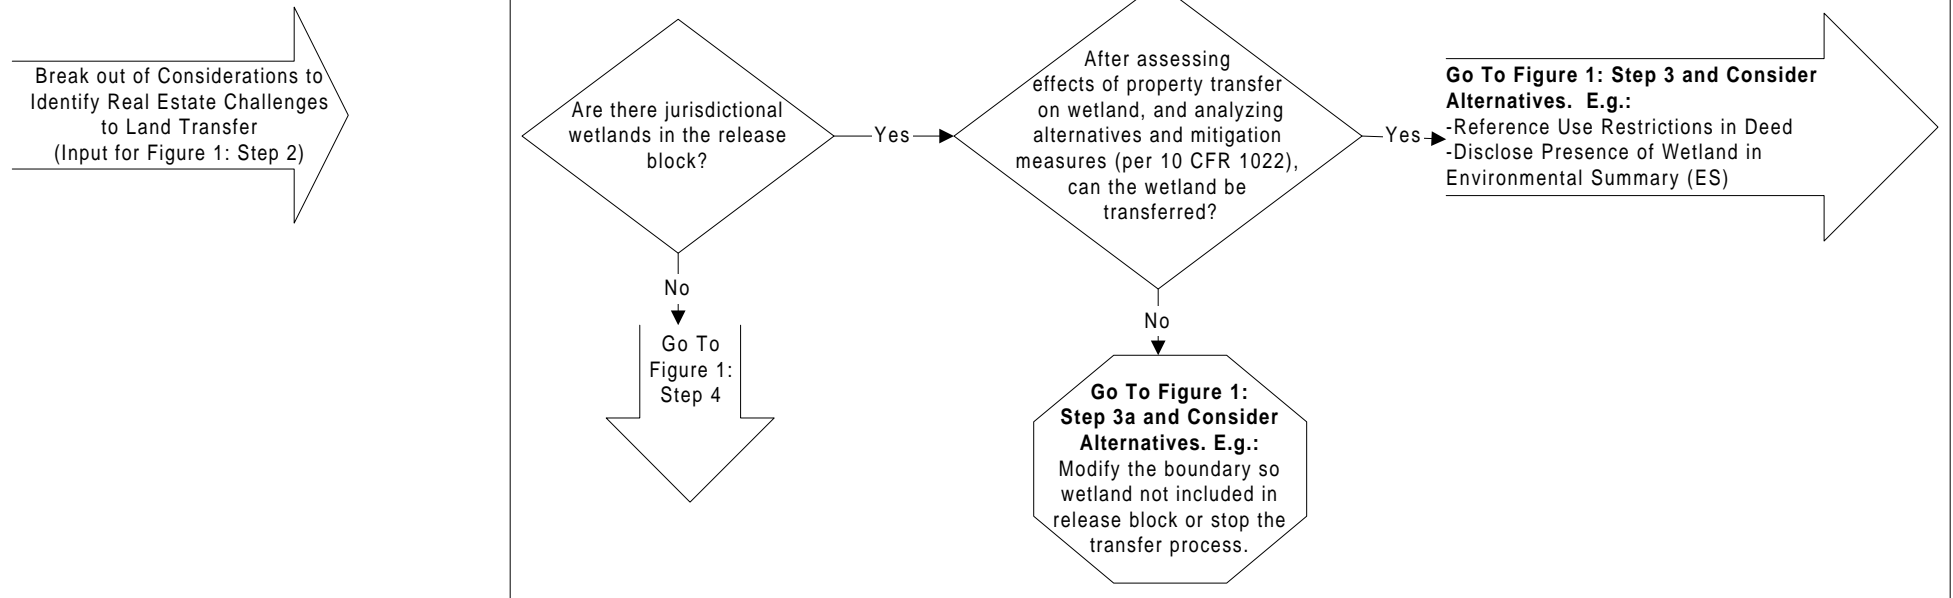 Break out of Considerations to
Identify Real Estate Challenges
to Land Transfer
(Input for Figure 1: Step 2)
Are there jurisdictional
wetlands in the release
block?
Yes
No
Go To
Figure 1:
Step 4
After assessing
effects of property transfer
on wetland, and analyzing
alternatives and mitigation
measures (per 10 CFR 1022),
can the wetland be
transferred?
Yes
No
Go To Figure 1: Step 3 and Consider
Alternatives. E.g.:
-Reference Use Restrictions in Deed
-Disclose Presence of Wetland in
Environmental Summary (ES)
Go To Figure 1:
Step 3a and Consider
Alternatives. E.g.:
Modify the boundary so
wetland not included in
release block or stop the
transfer process.